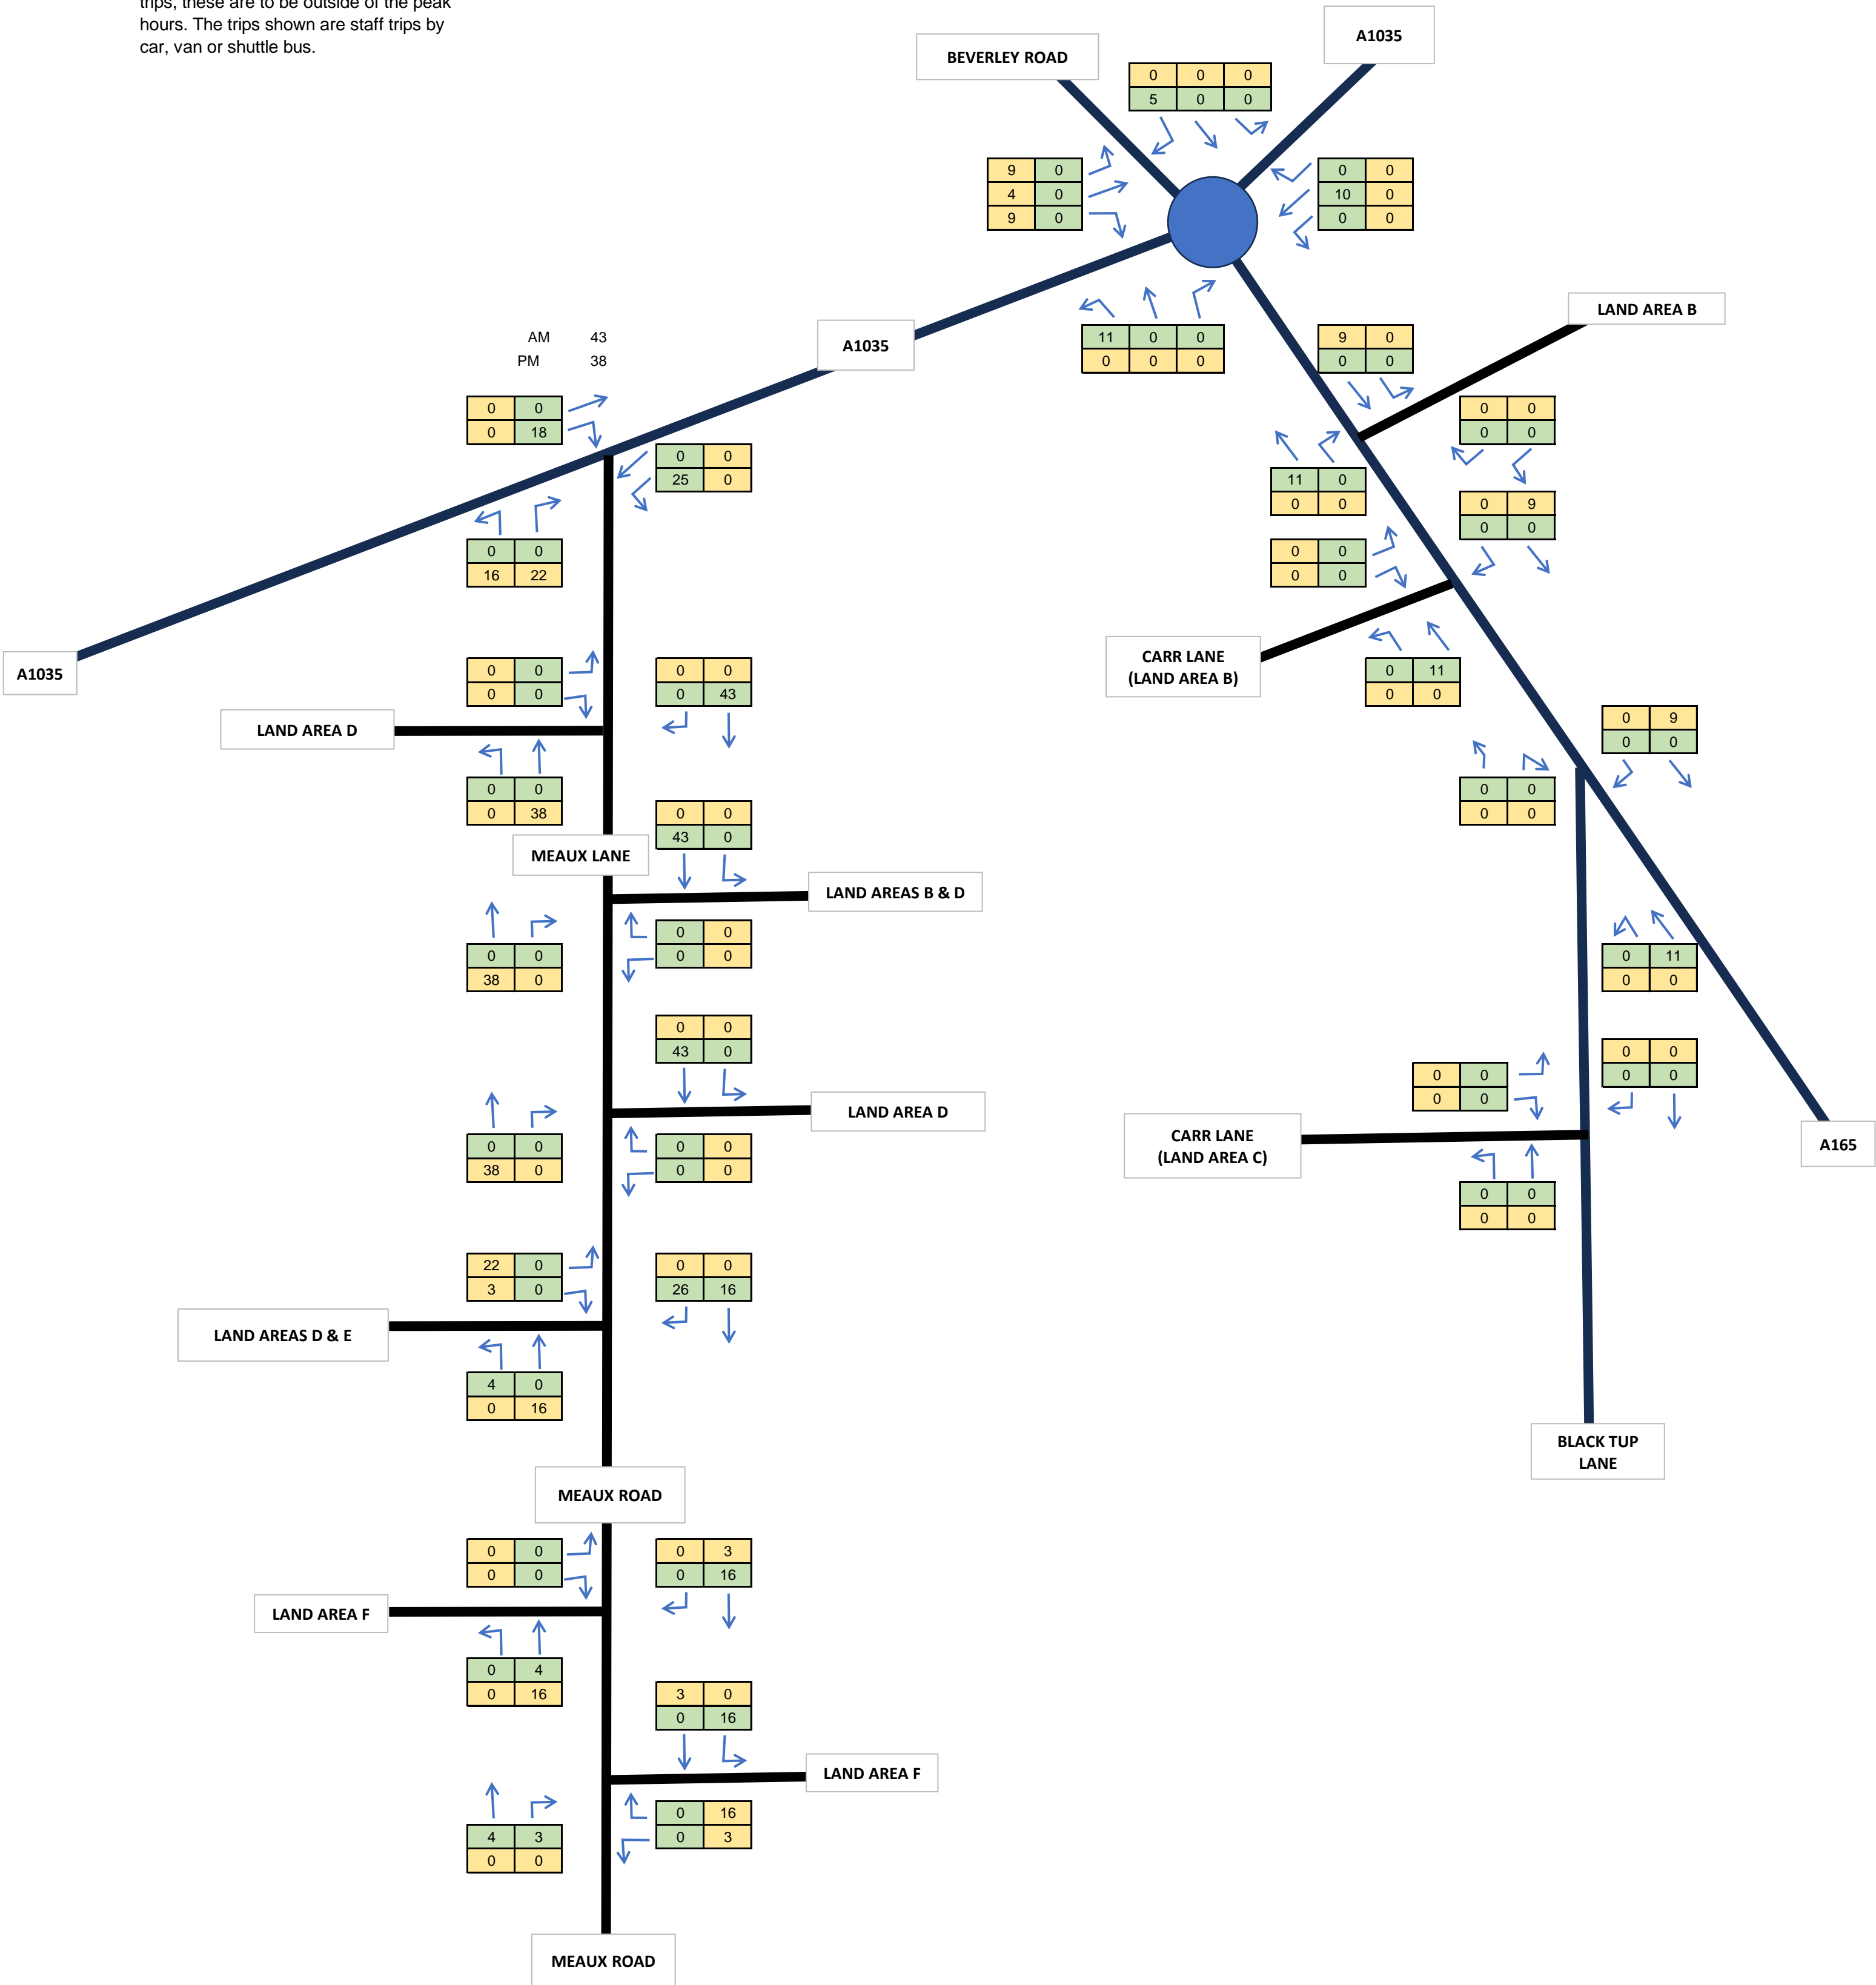 trips, these are to be outside of the peak
hours. The trips shown are staff trips by
car, van or shuttle bus.
A1035
BEVERLEY ROAD
0 0 0
5 0 0
9 0
4 0
9 0
0 0
10 0
0 0
LAND AREA B
11 0 0
0 0 0
9 0
0 0
AM 43
PM 38
A1035
0 0
0 18
0 0
0 0
0 0
25 0
11 0
0 0
0 9
0 0
0 0
16 22
0 0
0 0
A1035
CARR LANE
(LAND AREA B)
0 0
0 0
0 0
0 43
0 11
0 0
LAND AREA D
0 9
0 0
0 0
0 38
0 0
0 0
0 0
43 0
MEAUX LANE
LAND AREAS B & D
0 0
38 0
0 0
0 0
0 11
0 0
0 0
43 0
0 0
0 0
0 0
0 0
LAND AREA D
0 0
38 0
0 0
0 0
CARR LANE
(LAND AREA C)
A165
0 0
0 0
22 0
3 0
0 0
26 16
LAND AREAS D & E
4 0
0 16
BLACK TUP
LANE
MEAUX ROAD
0 0
0 0
0 3
0 16
LAND AREA F
0 4
0 16
3 0
0 16
LAND AREA F
4 3
0 0
0 16
0 3
MEAUX ROAD